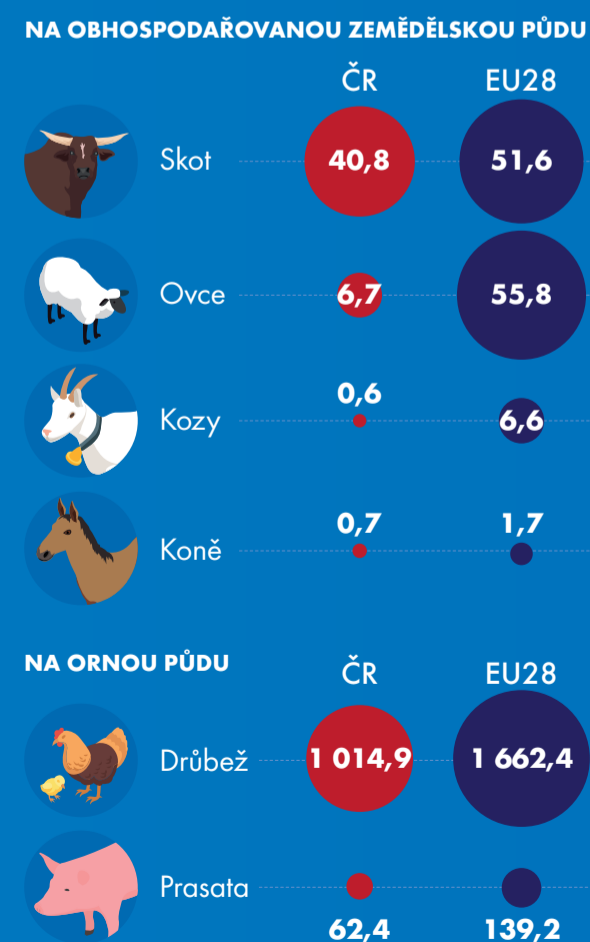 NA OBHOSPODAŘOVANOU ZEMĚDĚLSKOU PŮDU
ČR EU28
Skot 40,8 51,6
Ovce 6,7 55,8
Kozy 0,6 6,6
Koně 0,7 1,7
NA ORNOU PŮDU
ČR EU28
Drůbež 1 014,9 1 662,4
Prasata 62,4 139,2